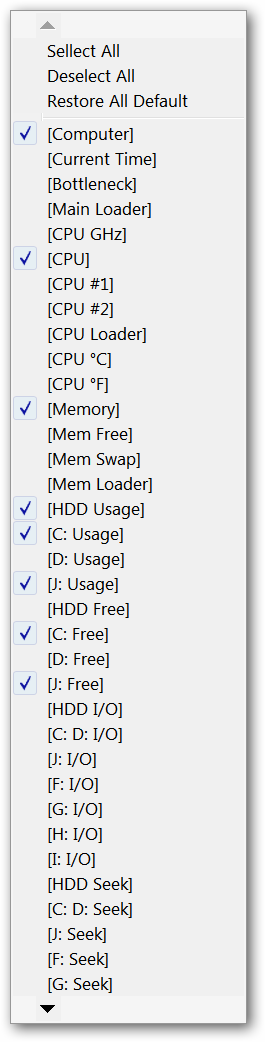 Sellect All
Deselect All
Restore All Default
[Computer]
[Current Time]
[Bottleneck]
[Main Loader]
[CPU GHz]
[CPU]
[CPU #1]
[CPU #2]
[CPU Loader]
[CPU °C]
[CPU °F]
[Memory]
[Mem Free]
[Mem Swap]
[Mem Loader]
[HDD Usage]
[C: Usage]
[D: Usage]
[J: Usage]
[HDD Free]
[C: Free]
[D: Free]
[J: Free]
[HDD I/O]
[C: D: I/O]
[J: I/O]
[F: I/O]
[G: I/O]
[H: I/O]
[I: I/O]
[HDD Seek]
[C: D: Seek]
[J: Seek]
[F: Seek]
[G: Seek]